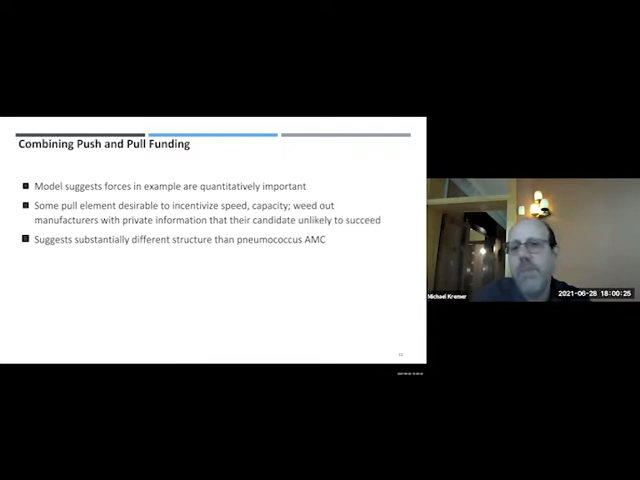 Combining Push and Pull Funding
Model suggests forces in example are quantitatively important
Some pull element desirable to incentivize speed, capacity; weed out
manufacturers with private information that their candidate unlikely to succeed
Suggests substantially different structure than pneumococcus AMC
Michael Kremer
2021-06-28 18:00:25